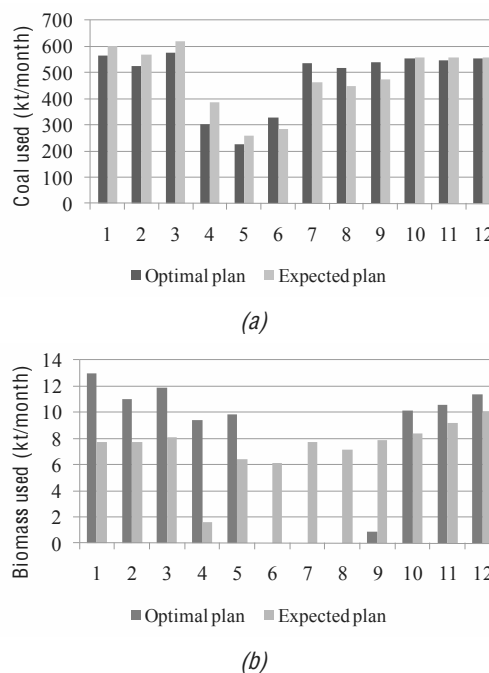 Coal used (kt/month)
700
600
500
400
300
200
100
0
1 2 3 4 5 6 7 8 9 10 11 12
■ Optimal plan ■ Expected plan
(a)
Biomass used (kt/month)
14
12
10
8
6
4
2
0
1 2 3 4 5 6 7 8 9 10 11 12
■ Optimal plan ■ Expected plan
(b)